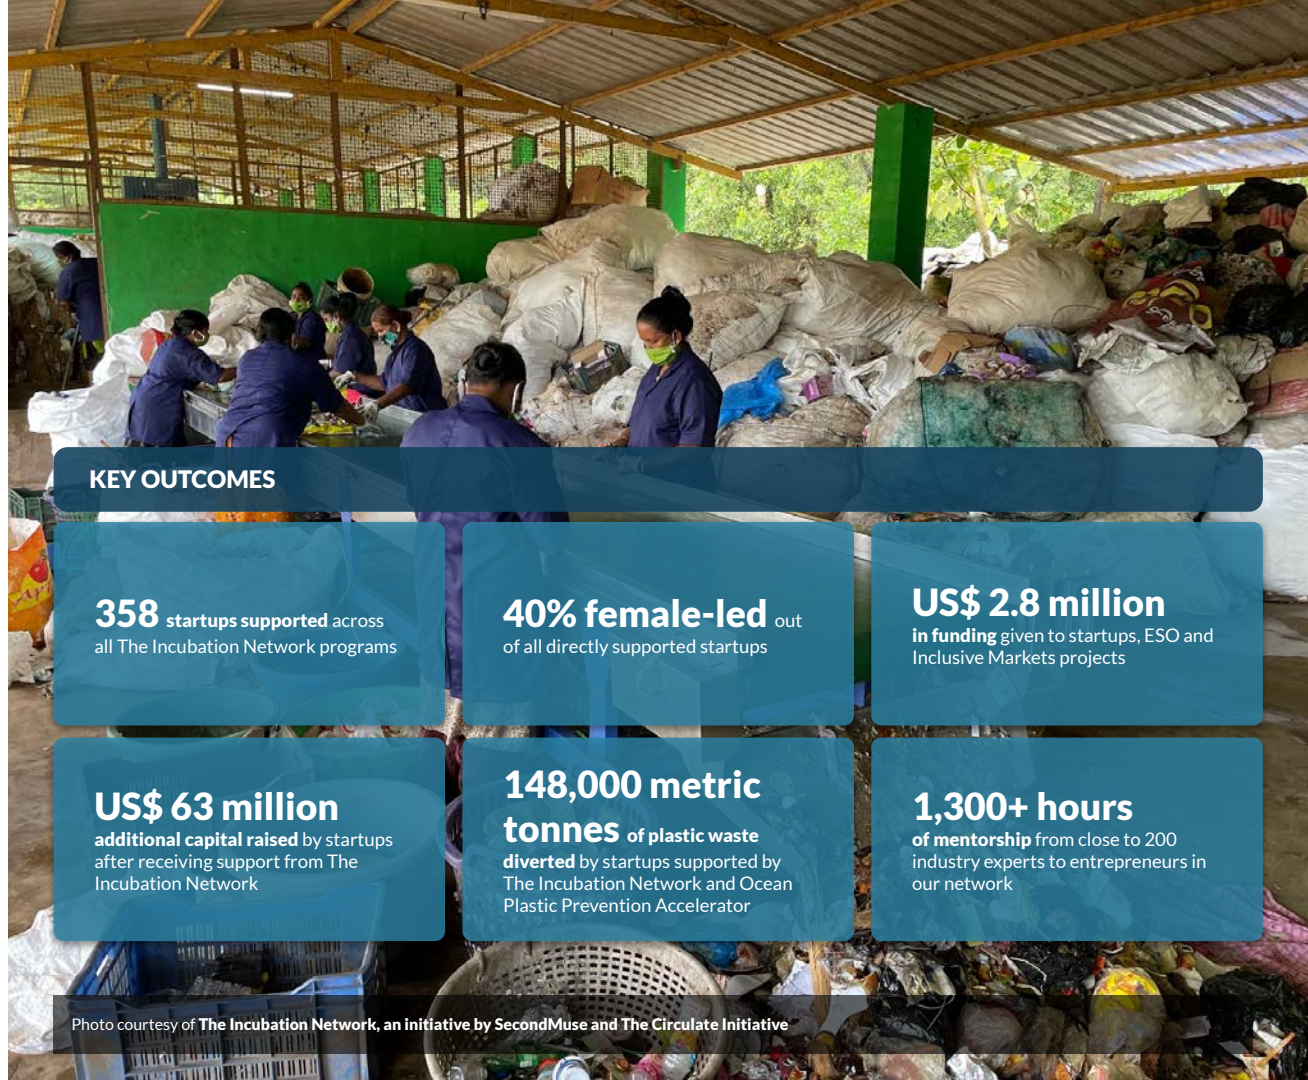 KEY OUTCOMES
358 startups supported across
all The Incubation Network programs
40% female-led out
of all directly supported startups
US$ 2.8 million
in funding given to startups, ESO and
Inclusive Markets projects
US$ 63 million
additional capital raised by startups
after receiving support from The
Incubation Network
148,000 metric
tonnes of plastic waste
diverted by startups supported by
The Incubation Network and Ocean
Plastic Prevention Accelerator
1,300+ hours
of mentorship from close to 200
industry experts to entrepreneurs in
our network
Photo courtesy of The Incubation Network, an initiative by SecondMuse and The Circulate Initiative